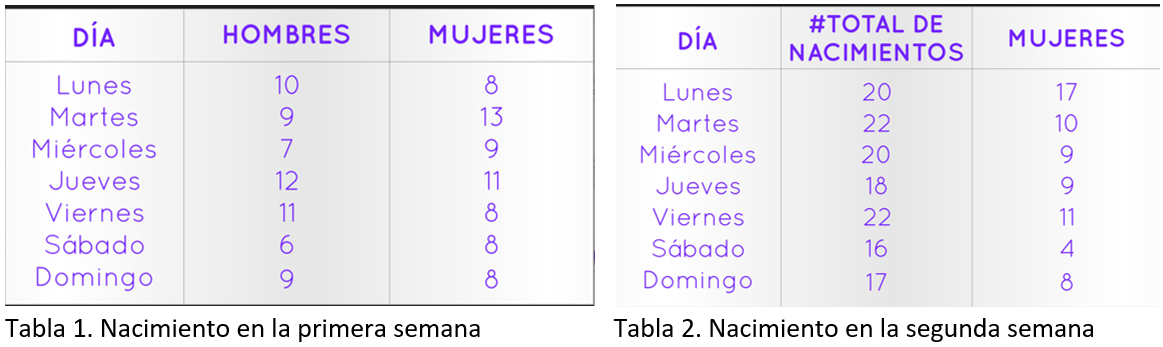 DÍA HOMBRES MUJERES
Lunes 10 8
Martes 9 13
Miércoles 7 9
Jueves 12 11
Viernes 11 8
Sábado 6 8
Domingo 9 8
Tabla 1. Nacimiento en la primera semana
DÍA #TOTAL DE NACIMIENTOS MUJERES
Lunes 20 17
Martes 22 10
Miércoles 20 9
Jueves 18 9
Viernes 22 11
Sábado 16 4
Domingo 17 8
Tabla 2. Nacimiento en la segunda semana